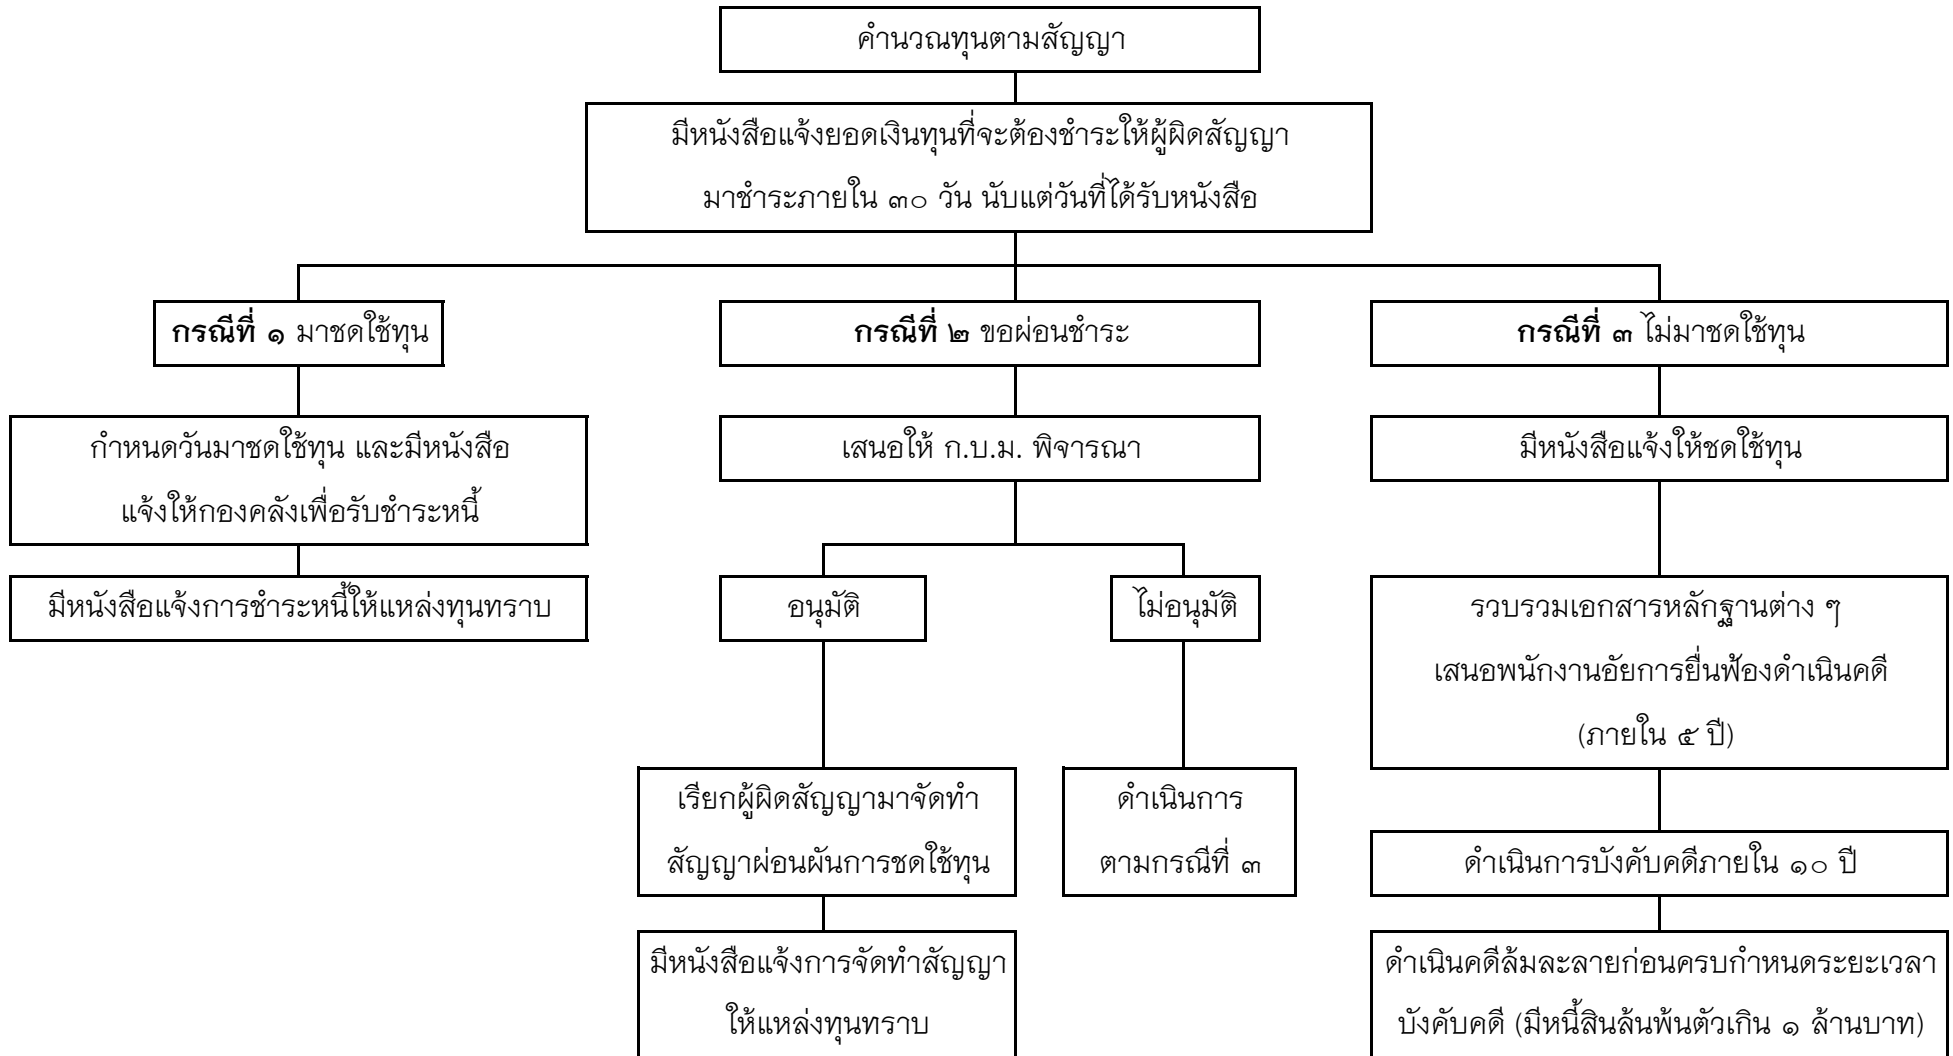 คำนวณทุนตามสัญญา
มีหนังสือแจ้งยอดเงินทุนที่จะต้องชำระให้ผู้ผิดสัญญา
มาชำระภายใน ๓๐ วัน นับแต่วันที่ได้รับหนังสือ
กรณีที่ ๑ มาชดใช้ทุน
กรณีที่ ๒ ขอผ่อนชำระ
กรณีที่ ๓ ไม่มาชดใช้ทุน
กำหนดวันมาชดใช้ทุน และมีหนังสือ
แจ้งให้กองคลังเพื่อรับชำระหนี้
เสนอให้ ก.บ.ม. พิจารณา
มีหนังสือแจ้งให้ชดใช้ทุน
มีหนังสือแจ้งการชำระหนี้ให้แหล่งทุนทราบ
อนุมัติ
ไม่อนุมัติ
รวบรวมเอกสารหลักฐานต่าง ๆ
เสนอพนักงานอัยการยื่นฟ้องดำเนินคดี
(ภายใน ๕ ปี)
เรียกผู้ผิดสัญญามาจัดทำ
สัญญาผ่อนผันการชดใช้ทุน
ดำเนินการ
ตามกรณีที่ ๓
ดำเนินการบังคับคดีภายใน ๑๐ ปี
มีหนังสือแจ้งการจัดทำสัญญา
ให้แหล่งทุนทราบ
ดำเนินคดีล้มละลายก่อนครบกำหนดระยะเวลา
บังคับคดี (มีหนี้สินล้นพ้นตัวเกิน ๑ ล้านบาท)